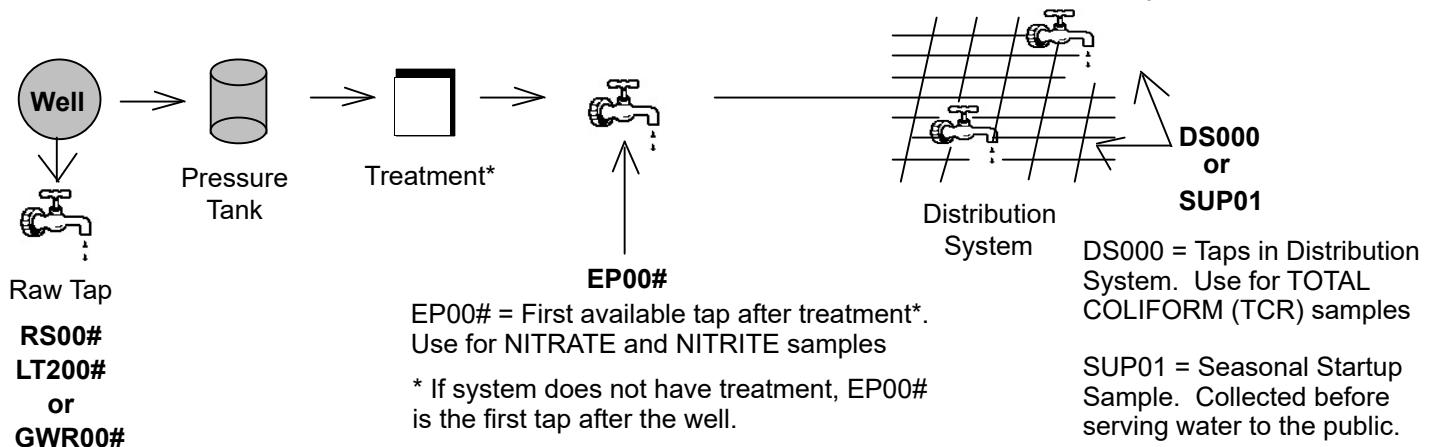 Well
Pressure
Tank
Treatment*
Raw Tap
RS00#
LT200#
or
GWR00#
EP00#
EP00# = First available tap after treatment*.
Use for NITRATE and NITRITE samples
* If system does not have treatment, EP00#
is the first tap after the well.
Distribution
System
DS000
or
SUP01
DS000 = Taps in Distribution
System. Use for TOTAL
COLIFORM (TCR) samples
SUP01 = Seasonal Startup
Sample. Collected before
serving water to the public.